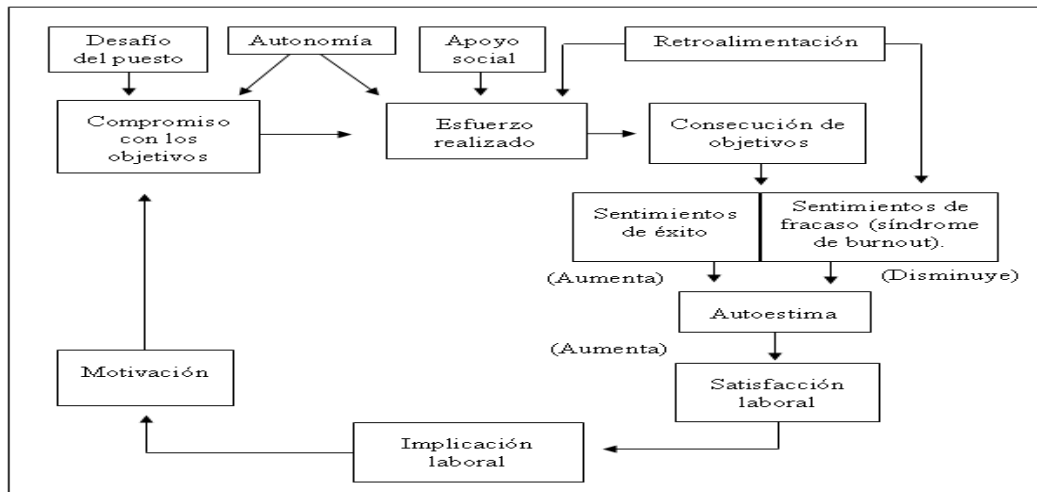 Desafío
del puesto
Autonomía
Apoyo
social
Retroalimentación
Compromiso
con los
objetivos
Esfuerzo
realizado
Consecución de
objetivos
Sentimientos
de éxito
Sentimientos de
fracaso (síndrome
de burnout).
(Aumenta)
(Disminuye)
Autoestima
(Aumenta)
Satisfacción
laboral
Motivación
Implicación
laboral